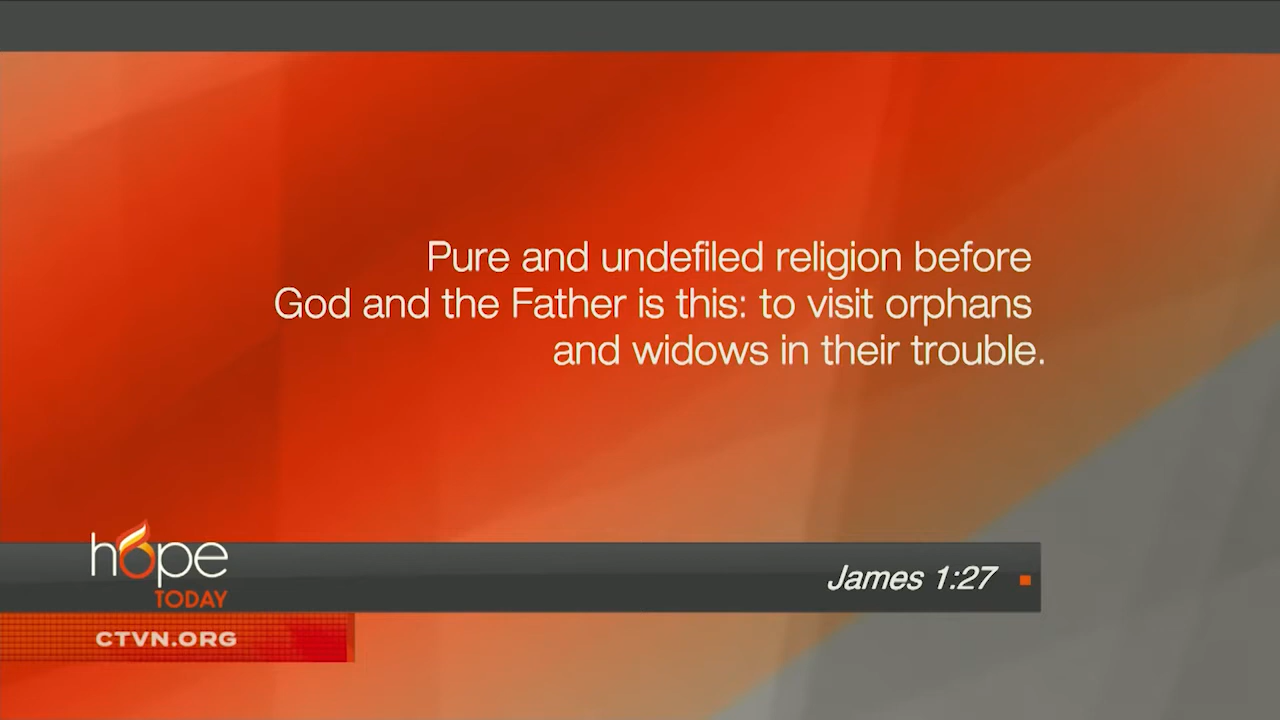 Pure and undefiled religion before
God and the Father is this: to visit orphans
and widows in their trouble.
hope
TODAY
James 1:27
CTVN.ORG